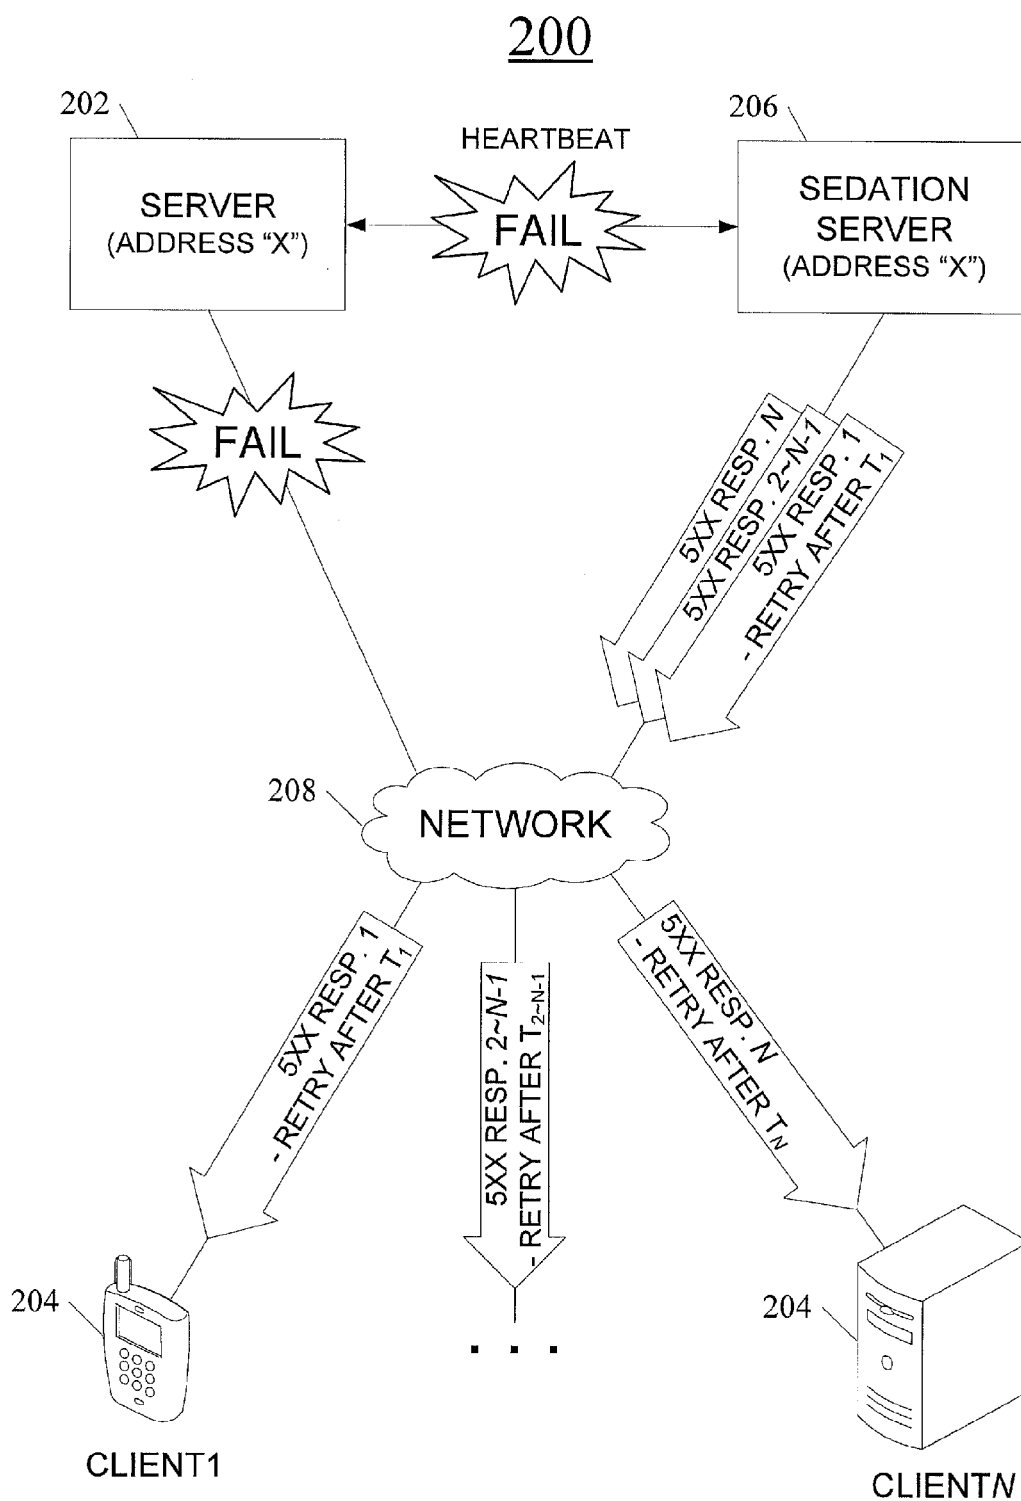 200
202
206
HEARTBEAT
SERVER
(ADDRESS “X”)
FAIL
SEDATION
SERVER
(ADDRESS “X”)
FAIL
5XX RESP. N
5XX RESP. 2~N-1
5XX RESP. 1
- RETRY AFTER T1
208
NETWORK
5XX RESP. 1
- RETRY AFTER T1
5XX RESP. 2~N-1
- RETRY AFTER T2~N-1
5XX RESP. N
- RETRY AFTER TN
204
204
. . .
CLIENT1
CLIENTN